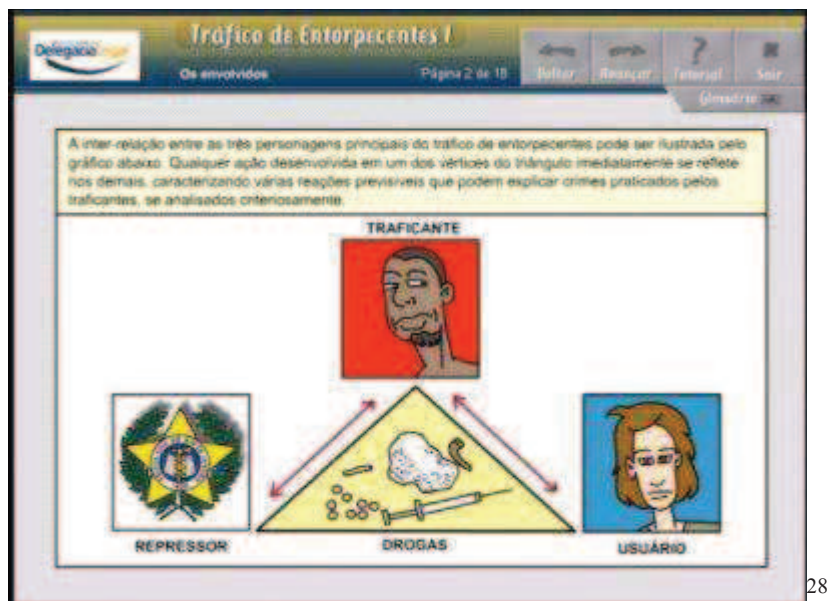 Delegacia Legal
Tráfico de Entorpecentes I
Os envolvidos
Página 2 de 18
Voltar
Avançar
Tutorial
Sair
Glossário
A inter-relação entre as três personagens principais do tráfico de entorpecentes pode ser ilustrada pelo
gráfico abaixo. Qualquer ação desenvolvida em um dos vértices do triângulo imediatamente se reflete
nos demais, caracterizando várias reações previsíveis que podem explicar crimes praticados pelos
traficantes, se analisados criteriosamente.
TRAFICANTE
REPRESSOR
DROGAS
USUÁRIO
28